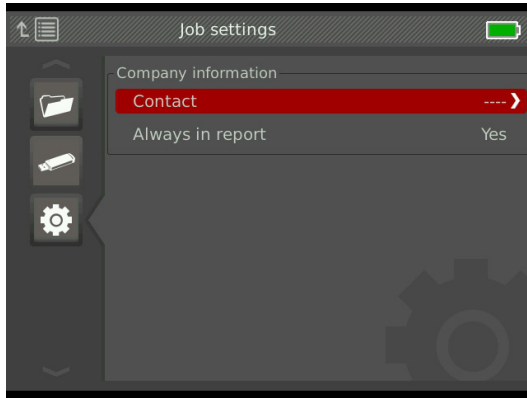 Job settings
Company information
Contact ----
Always in report Yes